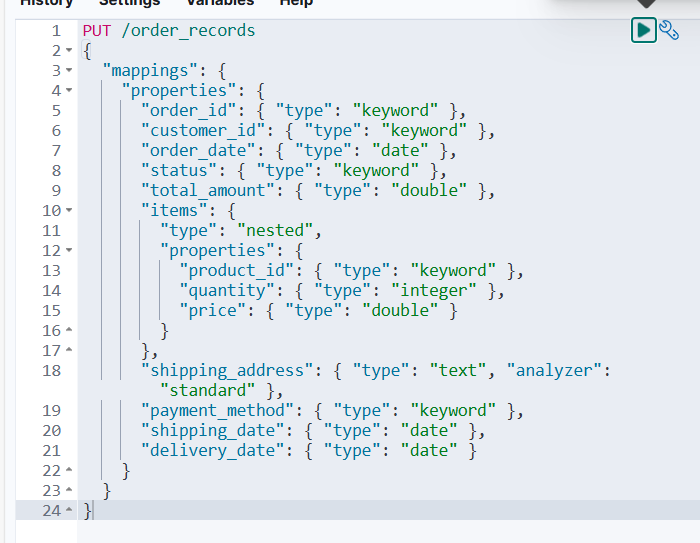 History Settings Variables Help
1 PUT /order_records
2 {
3 "mappings": {
4 "properties": {
5 "order_id": { "type": "keyword" },
6 "customer_id": { "type": "keyword" },
7 "order_date": { "type": "date" },
8 "status": { "type": "keyword" },
9 "total_amount": { "type": "double" },
10 "items": {
11 "type": "nested",
12 "properties": {
13 "product_id": { "type": "keyword" },
14 "quantity": { "type": "integer" },
15 "price": { "type": "double" }
16 }
17 },
18 "shipping_address": { "type": "text", "analyzer":
"standard" },
19 "payment_method": { "type": "keyword" },
20 "shipping_date": { "type": "date" },
21 "delivery_date": { "type": "date" }
22 }
23 }
24 }